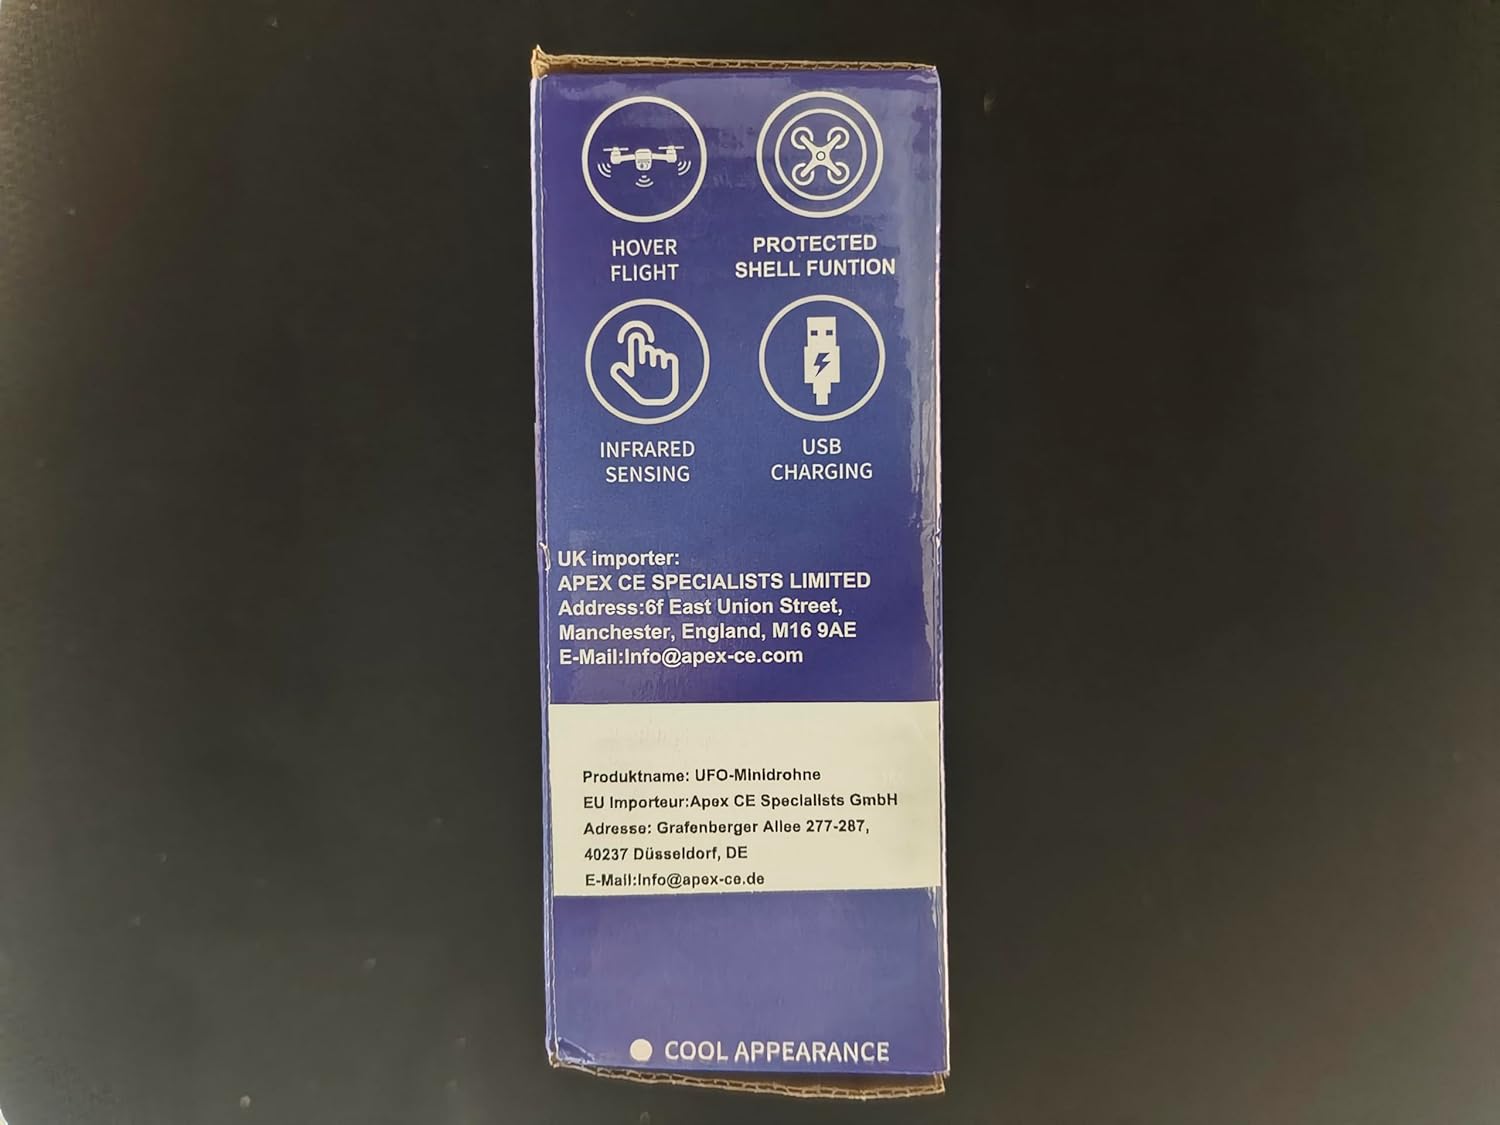 HOVER
FLIGHT
PROTECTED
SHELL FUNTION
INFRARED
SENSING
USB
CHARGING
UK importer:
APEX CE SPECIALISTS LIMITED
Address:6f East Union Street,
Manchester, England, M16 9AE
E-Mail:Info@apex-ce.com
Produktname: UFO-Minidrohne
EU Importeur:Apex CE Specialists GmbH
Adresse: Grafenberger Allee 277-287,
40237 Düsseldorf, DE
E-Mail:Info@apex-ce.de
COOL APPEARANCE